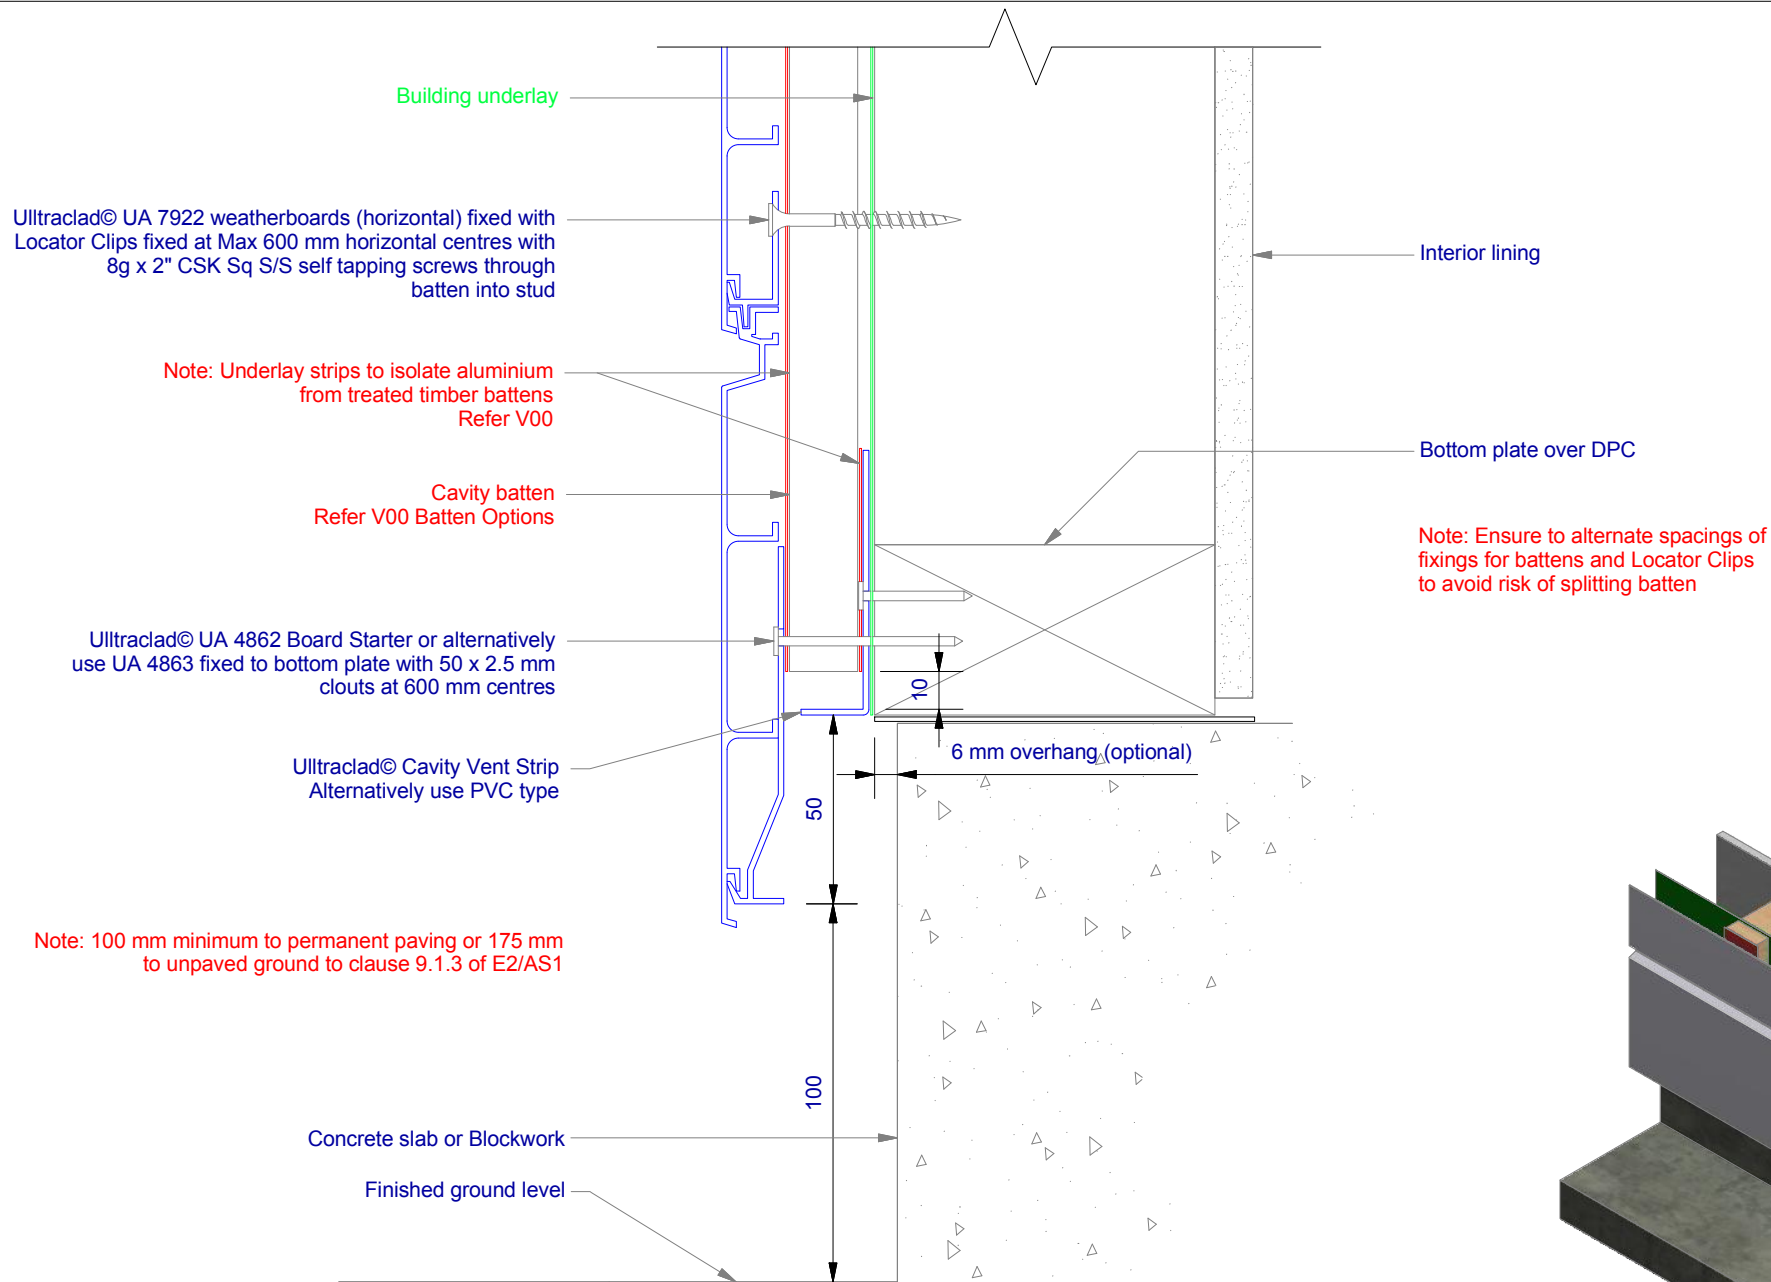 Building underlay
Ulltraclad© UA 7922 weatherboards (horizontal) fixed with
Locator Clips fixed at Max 600 mm horizontal centres with
8g x 2" CSK Sq S/S self tapping screws through
batten into stud
Note: Underlay strips to isolate aluminium
from treated timber battens
Refer V00
Cavity batten
Refer V00 Batten Options
Ulltraclad© UA 4862 Board Starter or alternatively
use UA 4863 fixed to bottom plate with 50 x 2.5 mm
clouts at 600 mm centres
Ulltraclad© Cavity Vent Strip
Alternatively use PVC type
Note: 100 mm minimum to permanent paving or 175 mm
to unpaved ground to clause 9.1.3 of E2/AS1
Concrete slab or Blockwork
Finished ground level
10
6 mm overhang (optional)
50
100
Interior lining
Bottom plate over DPC
Note: Ensure to alternate spacings of
fixings for battens and Locator Clips
to avoid risk of splitting batten